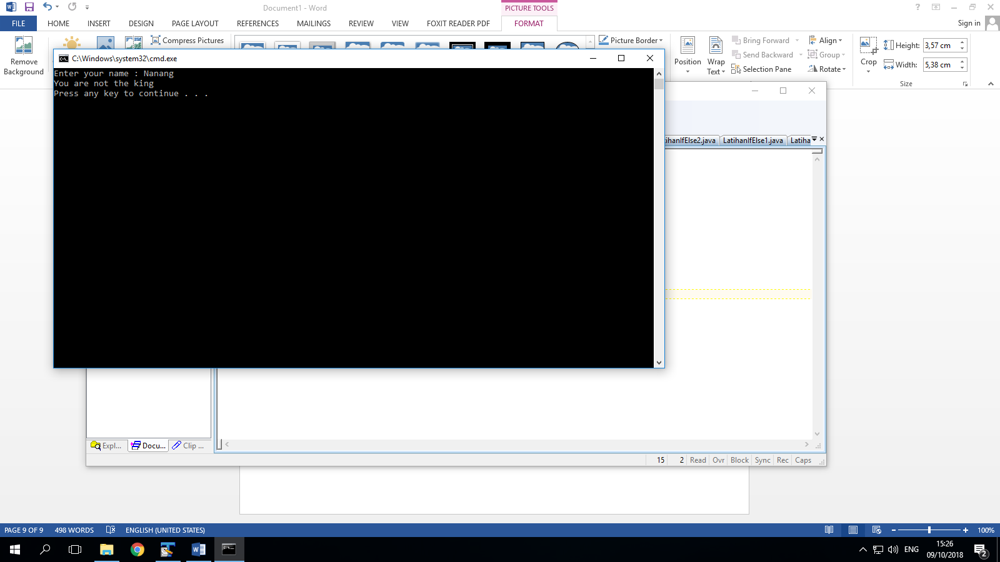 Document1 - Word
PICTURE TOOLS
FILE HOME INSERT DESIGN PAGE LAYOUT REFERENCES MAILINGS REVIEW VIEW FOXIT READER PDF FORMAT
Sign in
Remove Background
Compress Pictures
Picture Border
Position
Wrap Text
Bring Forward
Send Backward
Selection Pane
Align
Group
Rotate
Crop
Height: 3,57 cm
Width: 5,38 cm
Size
C:\Windows\system32\cmd.exe
Enter your name : Nanang
You are not the king
Press any key to continue . . .
tihanIfElse2.java LatihanIfElse1.java Latiha
Expl... Docu... Clip ...
15 2 Read Ovr Block Sync Rec Caps
PAGE 9 OF 9 498 WORDS ENGLISH (UNITED STATES) 100%
ENG
15:26
09/10/2018
2